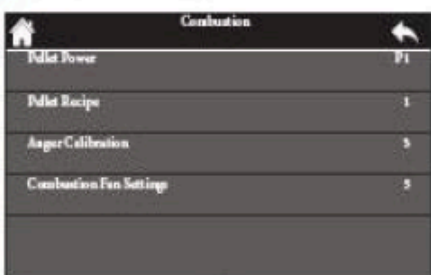 Combustion
Pellet Power P1
Pellet Recipe 1
Auger Calibration 5
Combustion Fan Settings 5